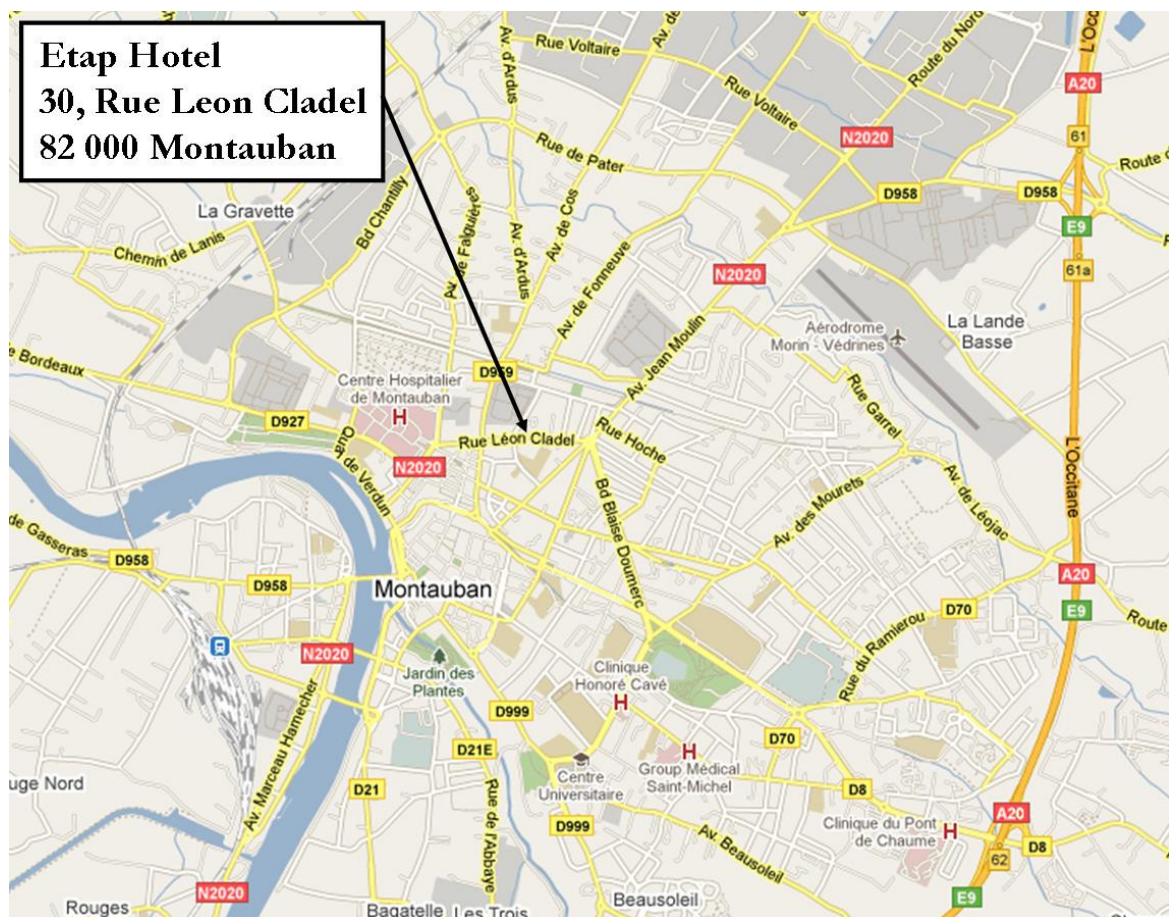 Etap Hotel
30, Rue Leon Cladel
82 000 Montauban
Rue Voltaire
Av. d'Ardus
Av. de
Route du Nord
L'Oc
A20
Rue Voltaire
61
N2020
Rue de Pater
Route d
D958
D958
La Gravette
Bd Chantilly
Av. de Falguières
Av. d'Ardus
Av. de Cos
E9
R
Chemin de Lanis
Av. de Fonneuve
N2020
61a
La Lande
Basse
Aérodrome
Morin - Védrines
e Bordeaux
D959
Av. Jean Moulin
Centre Hospitalier
de Montauban
H
Rue Garrel
D927
Rue Léon Cladel
Rue Hoche
Quai de Verdun
N2020
L'Occitane
Bd Blaise Doumerc
Av. des Mourets
Av. de Léojac
de Gasseras
D958
D958
Montauban
A20
E9
D70
Route
N2020
Jardin des
Plantes
Clinique
Honoré Cavé
H
Rue du Ramierou
D999
D70
H
D21E
Centre
Universitaire
Group Médical
Saint-Michel
Av. Marceau Hamecher
uge Nord
D21
Rue de l'Abbaye
D8
D999
A20
Clinique du Pont
de Chaume
H
D8
Av. Beausoleil
62
N2020
E9
Rouges
Bagatelle
Les Trois
Beausoleil